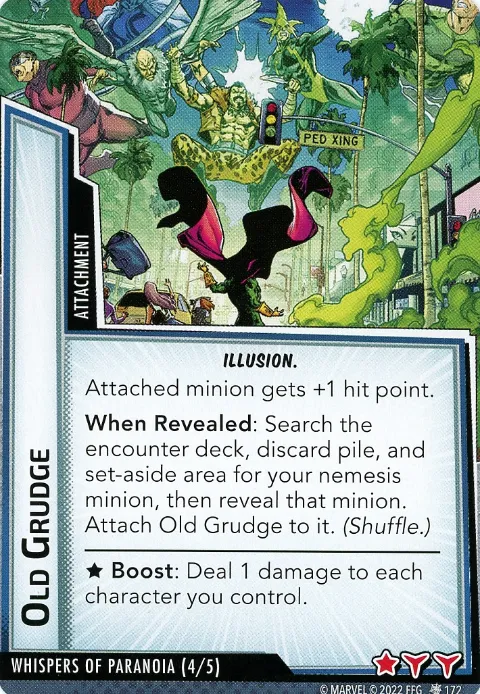 PED XING
ATTACHMENT
OLD GRUDGE
ILLUSION.
Attached minion gets +1 hit point.
When Revealed: Search the
encounter deck, discard pile, and
set-aside area for your nemesis
minion, then reveal that minion.
Attach Old Grudge to it. (Shuffle.)
★ Boost: Deal 1 damage to each
character you control.
WHISPERS OF PARANOIA (4/5)
© MARVEL © 2022 FFG 172